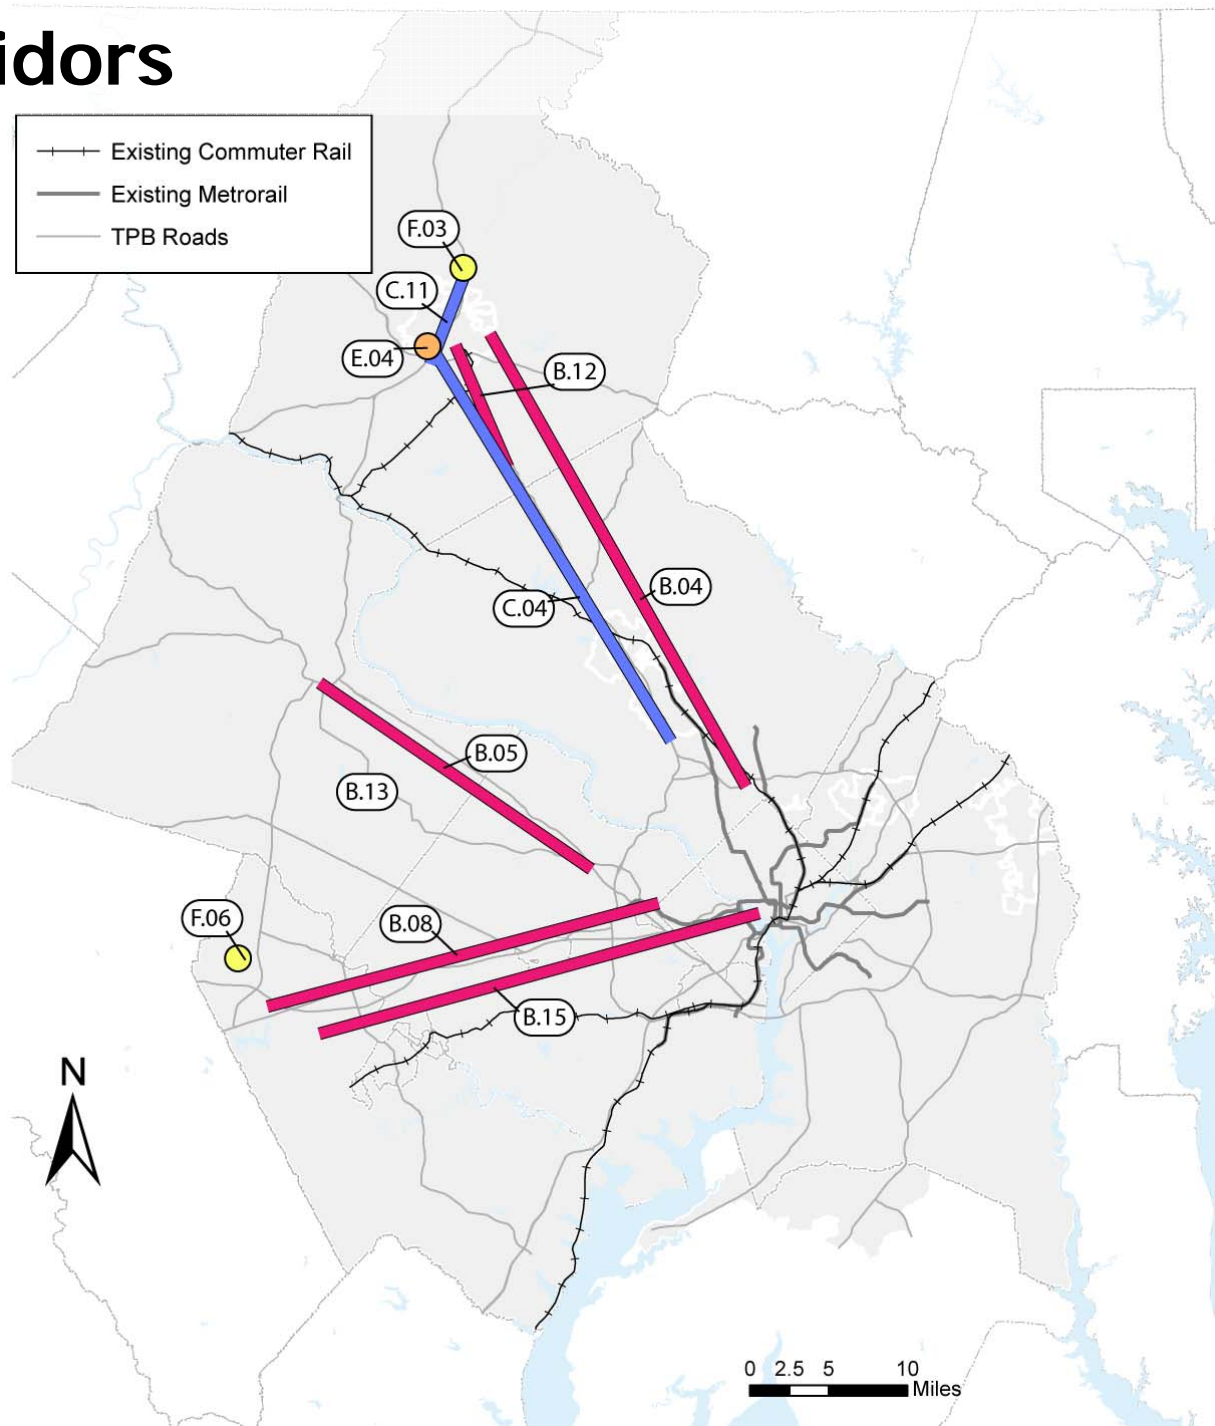 idors
Existing Commuter Rail
Existing Metrorail
TPB Roads
F.03
C.11
E.04
B.12
B.04
C.04
B.05
B.13
F.06
B.08
B.15
N
0 2.5 5 10
Miles